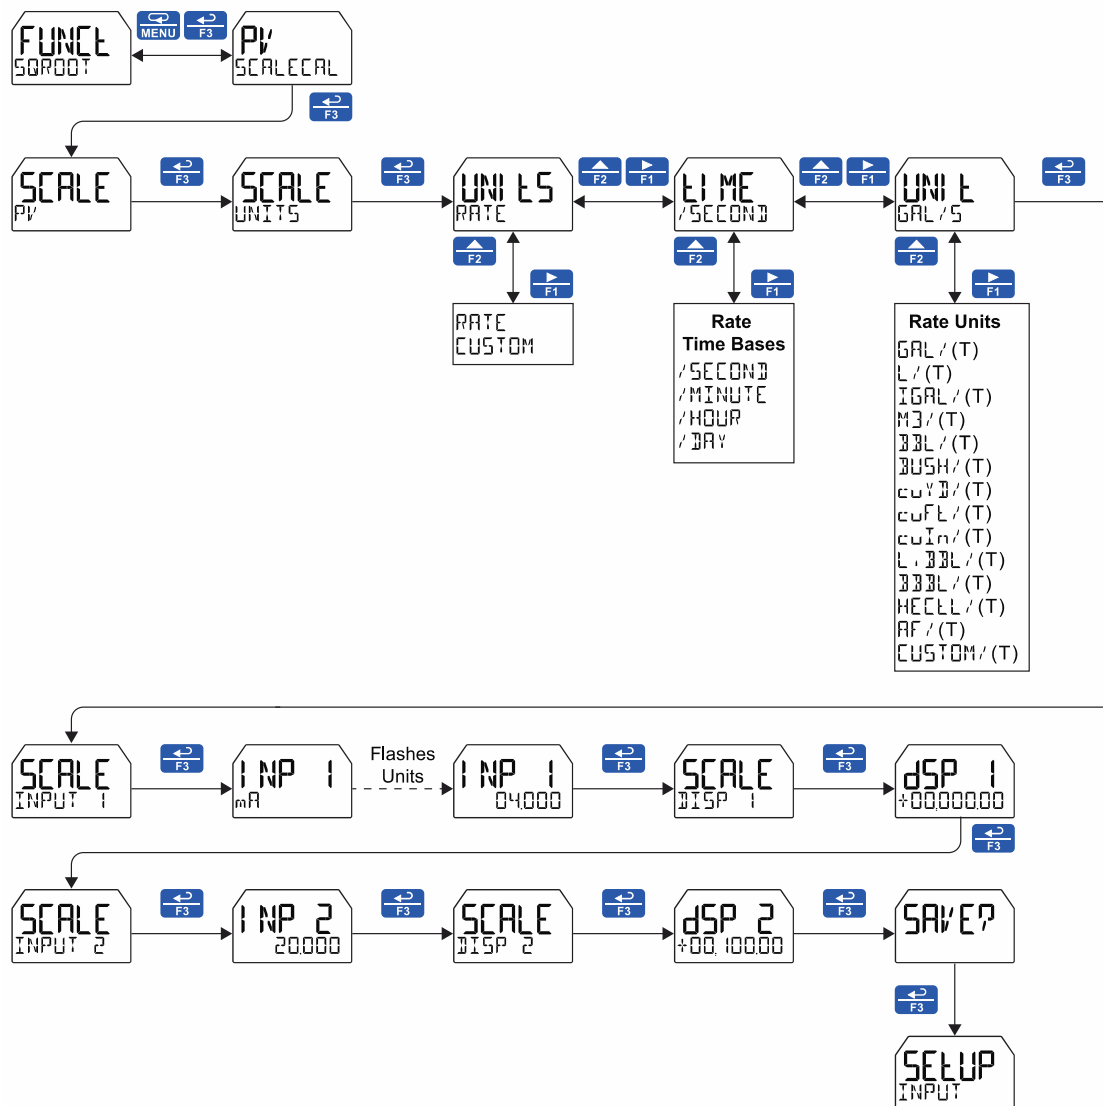 FUNCt
SQROOT
MENU
F3
PV
SCALECAL
F3
SCALE
PV
F3
SCALE
UNITS
F3
UNItS
RATE
F2
F1
tIME
/SECOND
F2
F1
UNIt
GAL/S
F3
F2
F1
RATE
CUSTOM
F2
F1
Rate
Time Bases
/SECOND
/MINUTE
/HOUR
/DAY
F2
F1
Rate Units
GAL/(T)
L/(T)
IGAL/(T)
M3/(T)
BBL/(T)
BUSH/(T)
cuYD/(T)
cuFt/(T)
cuIn/(T)
LiBBL/(T)
BBBL/(T)
HECtL/(T)
AF/(T)
CUSTOM/(T)
SCALE
INPUT 1
F3
INP 1
mA
Flashes
Units
INP 1
04.000
F3
SCALE
DISP 1
F3
dSP 1
+00,000.00
F3
SCALE
INPUT 2
F3
INP 2
20.000
F3
SCALE
DISP 2
F3
dSP 2
+00,100.00
F3
SAVE?
F3
SEtUP
INPUT